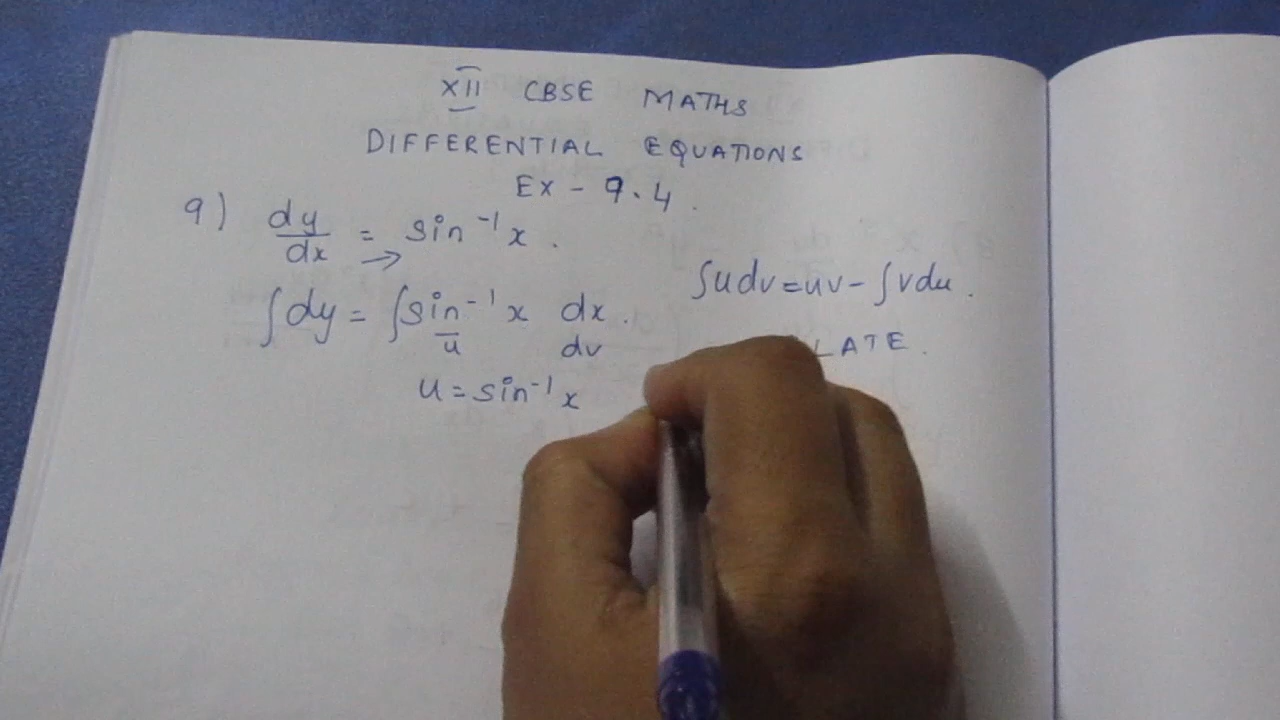 XII CBSE MATHS
DIFFERENTIAL EQUATIONS
EX - 9.4.
9) dy/dx = sin⁻¹x.
→
∫dy = ∫sin⁻¹x dx.
u dv
u = sin⁻¹x
∫udv = uv - ∫vdu.
LATE.